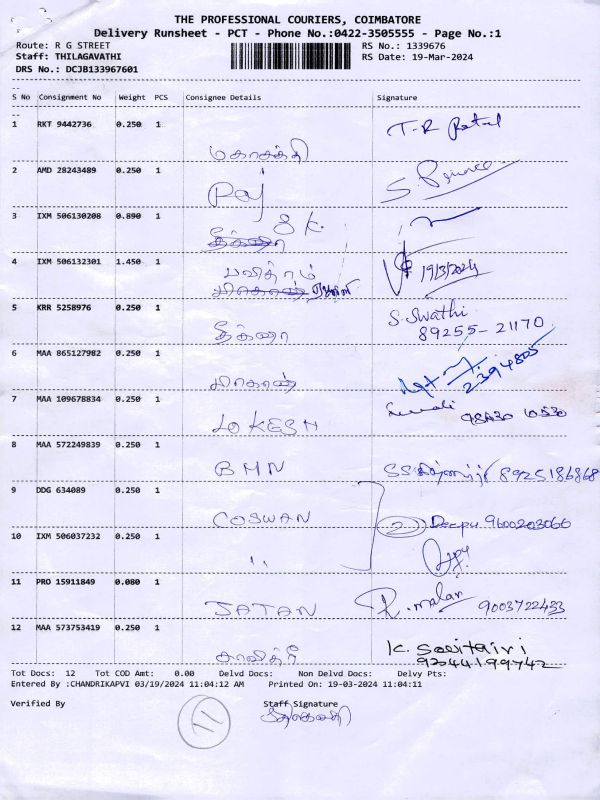 THE PROFESSIONAL COURIERS, COIMBATORE
Delivery Runsheet - PCT - Phone No.:0422-3505555 - Page No.:1
Route: R G STREET RS No.: 1339676
Staff: THILAGAVATHI RS Date: 19-Mar-2024
DRS No.: DCJB133967601
S No Consignment No Weight PCS Consignee Details Signature
1 RKT 9442736 0.250 1 மகாசக்தி T.R Patel
2 AMD 28243489 0.250 1 Raj S.
3 IXM 506130208 0.890 1 S K.
4 IXM 506132301 1.450 1 பவித்ரம் 19/3/2024
5 KRR 5258976 0.250 1 தீக்ஷா S. Swathi
89255-21170
6 MAA 865127982 0.250 1
7 MAA 109678834 0.250 1 LOKESH
8 MAA 572249839 0.250 1 BMN 8925186868
9 DDG 634089 0.250 1 COSWAN 2 Deepu 9600203066
10 IXM 506037232 0.250 1 "
11 PRO 15911849 0.080 1 JATAN R. malar 9003722433
12 MAA 573753419 0.250 1 சாவித்ரி K. Savitairi
9244199742
Tot Docs: 12 Tot COD Amt: 0.00 Delvd Docs: Non Delvd Docs: Delvy Pts:
Entered By :CHANDRIKAPVI 03/19/2024 11:04:12 AM Printed On: 19-03-2024 11:04:11
Verified By Staff Signature
11